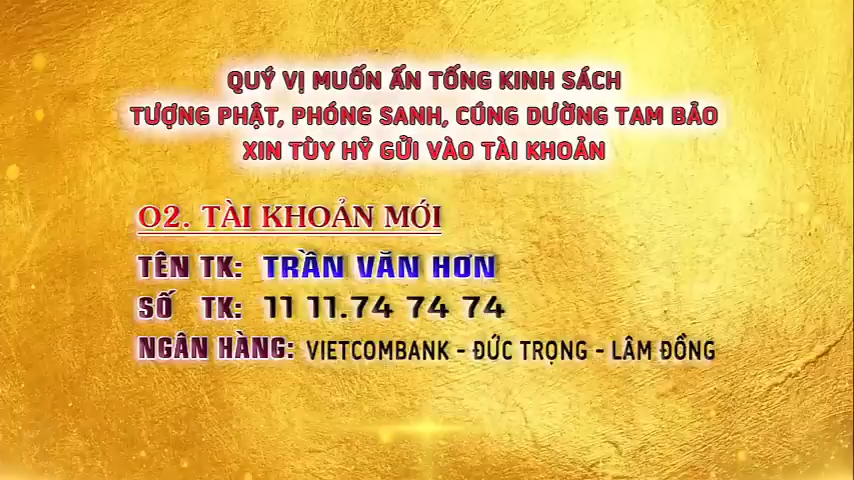 QUÝ VỊ MUỐN ẤN TỐNG KINH SÁCH
TƯỢNG PHẬT, PHÓNG SANH, CÚNG DƯỜNG TAM BẢO
XIN TÙY HỶ GỬI VÀO TÀI KHOẢN
02. TÀI KHOẢN MỚI
TÊN TK: TRẦN VĂN HƠN
SỐ TK: 11 11.74 74 74
NGÂN HÀNG: VIETCOMBANK - ĐỨC TRỌNG - LÂM ĐỒNG